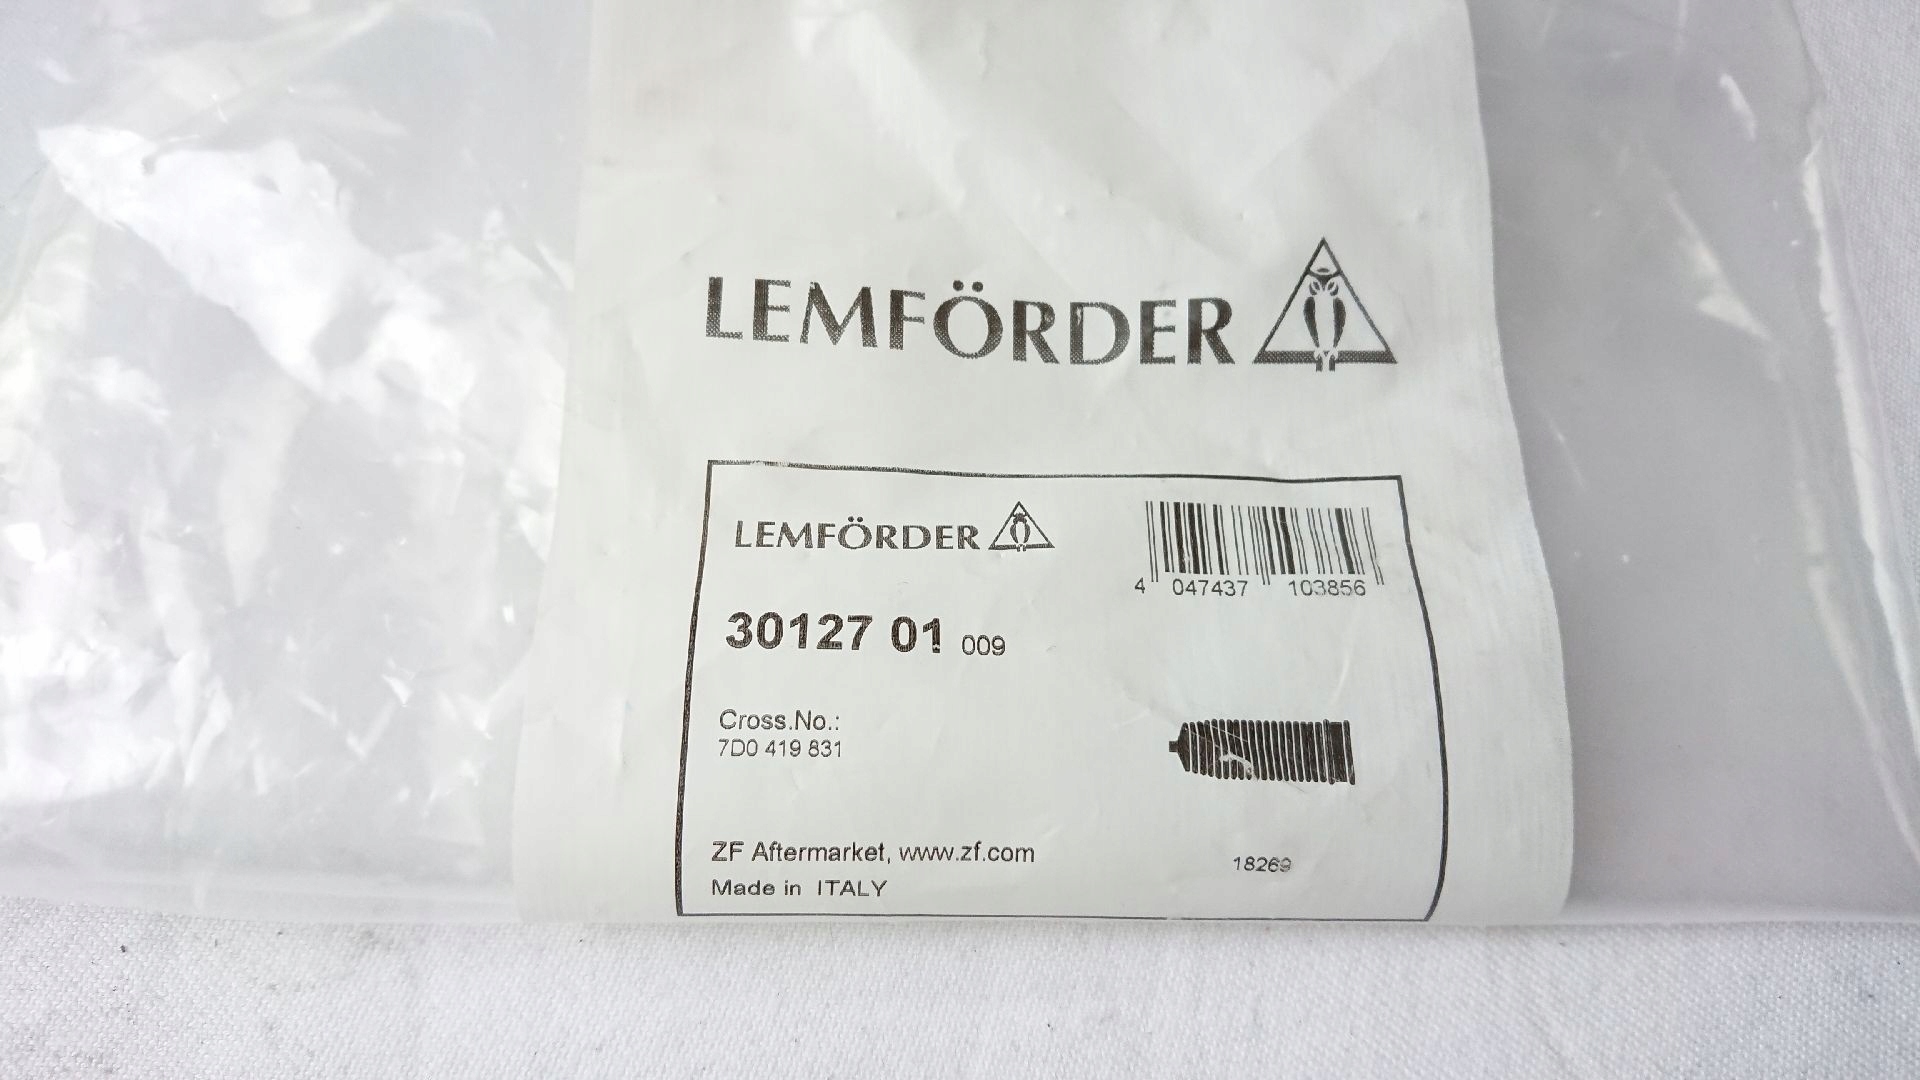 LEMFÖRDER
LEMFÖRDER
4 047437 103856
30127 01 009
Cross.No.:
7D0 419 831
ZF Aftermarket, www.zf.com
18269
Made in ITALY